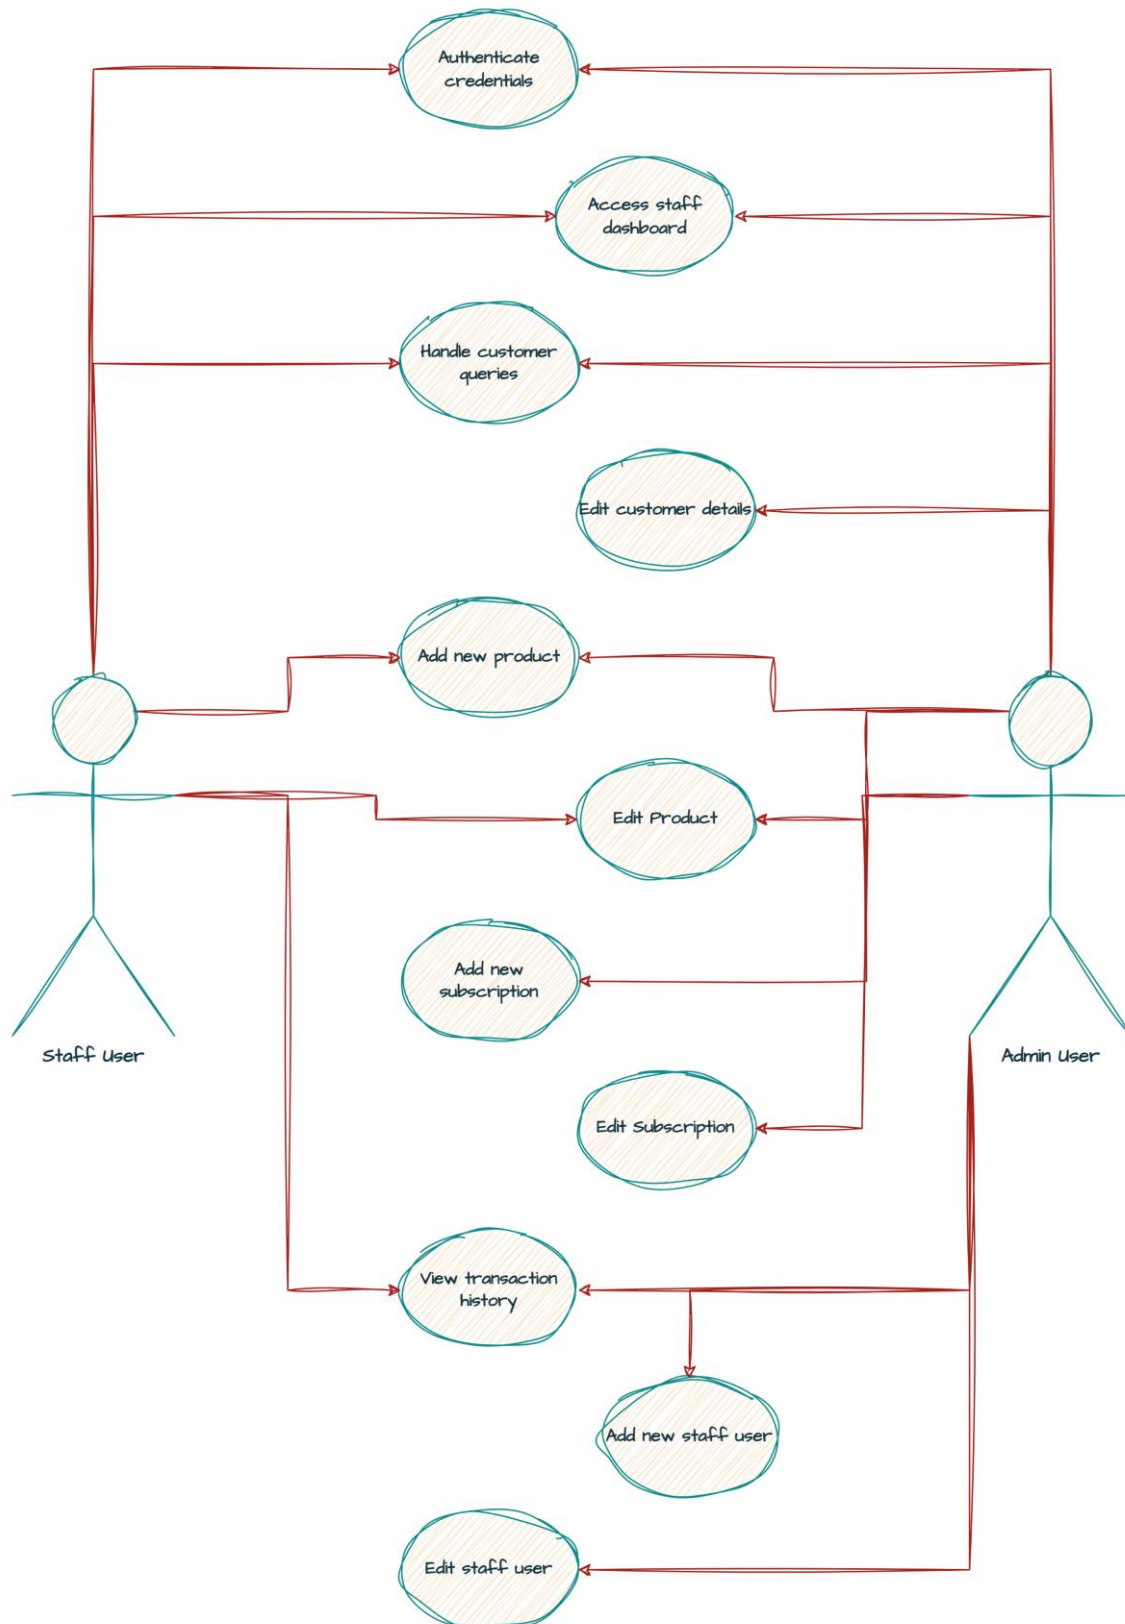 Authenticate
credentials
Access staff
dashboard
Handle customer
queries
Edit customer details
Add new product
Edit Product
Add new
subscription
Staff User
Admin User
Edit Subscription
View transaction
history
Add new staff user
Edit staff user